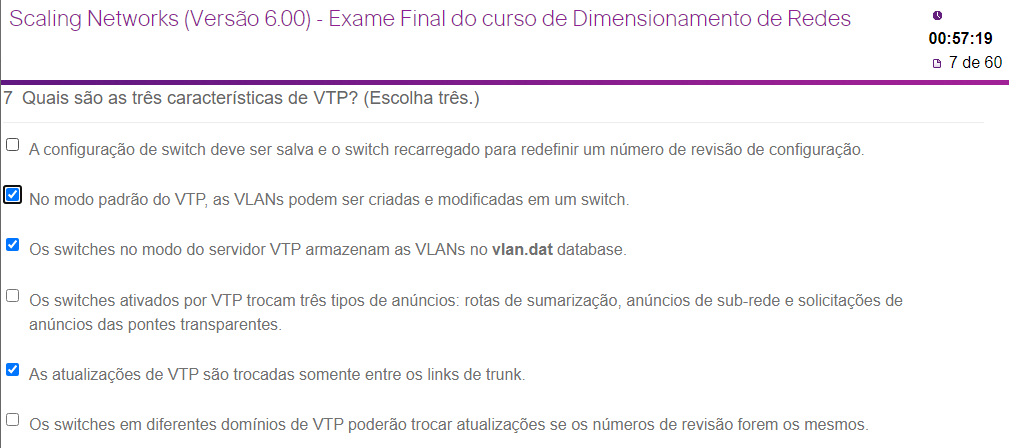 Scaling Networks (Versão 6.00) - Exame Final do curso de Dimensionamento de Redes
00:57:19
7 de 60
7 Quais são as três características de VTP? (Escolha três.)
A configuração de switch deve ser salva e o switch recarregado para redefinir um número de revisão de configuração.
No modo padrão do VTP, as VLANs podem ser criadas e modificadas em um switch.
Os switches no modo do servidor VTP armazenam as VLANs no vlan.dat database.
Os switches ativados por VTP trocam três tipos de anúncios: rotas de sumarização, anúncios de sub-rede e solicitações de
anúncios das pontes transparentes.
As atualizações de VTP são trocadas somente entre os links de trunk.
Os switches em diferentes domínios de VTP poderão trocar atualizações se os números de revisão forem os mesmos.